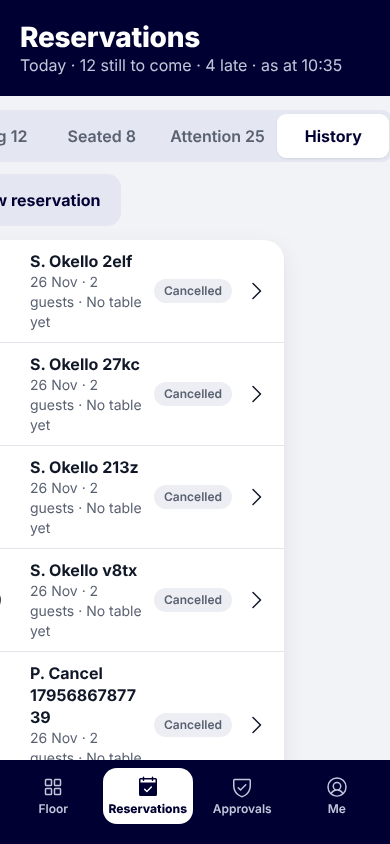 Reservations
Today · 12 still to come · 4 late · as at 10:35
g 12 Seated 8 Attention 25 History
w reservation
S. Okello 2elf
26 Nov · 2
guests · No table
yet
Cancelled
S. Okello 27kc
26 Nov · 2
guests · No table
yet
Cancelled
S. Okello 213z
26 Nov · 2
guests · No table
yet
Cancelled
S. Okello v8tx
26 Nov · 2
guests · No table
yet
Cancelled
P. Cancel
17956867877
39
26 Nov · 2
guests · No table
Cancelled
Floor Reservations Approvals Me